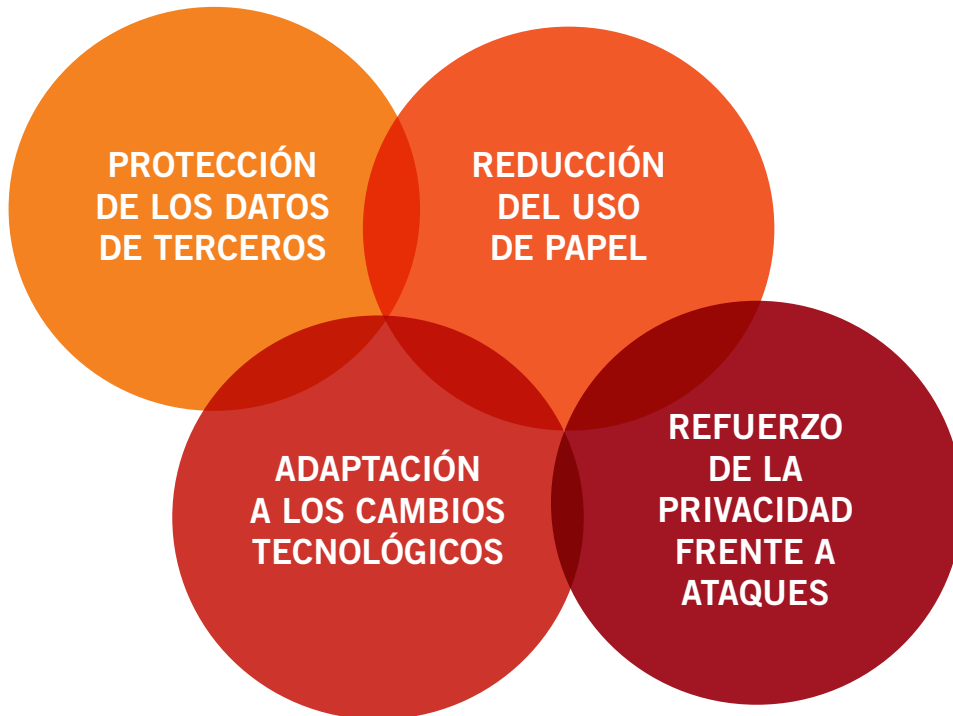 PROTECCIÓN
DE LOS DATOS
DE TERCEROS
REDUCCIÓN
DEL USO
DE PAPEL
ADAPTACIÓN
A LOS CAMBIOS
TECNOLÓGICOS
REFUERZO
DE LA
PRIVACIDAD
FRENTE A
ATAQUES